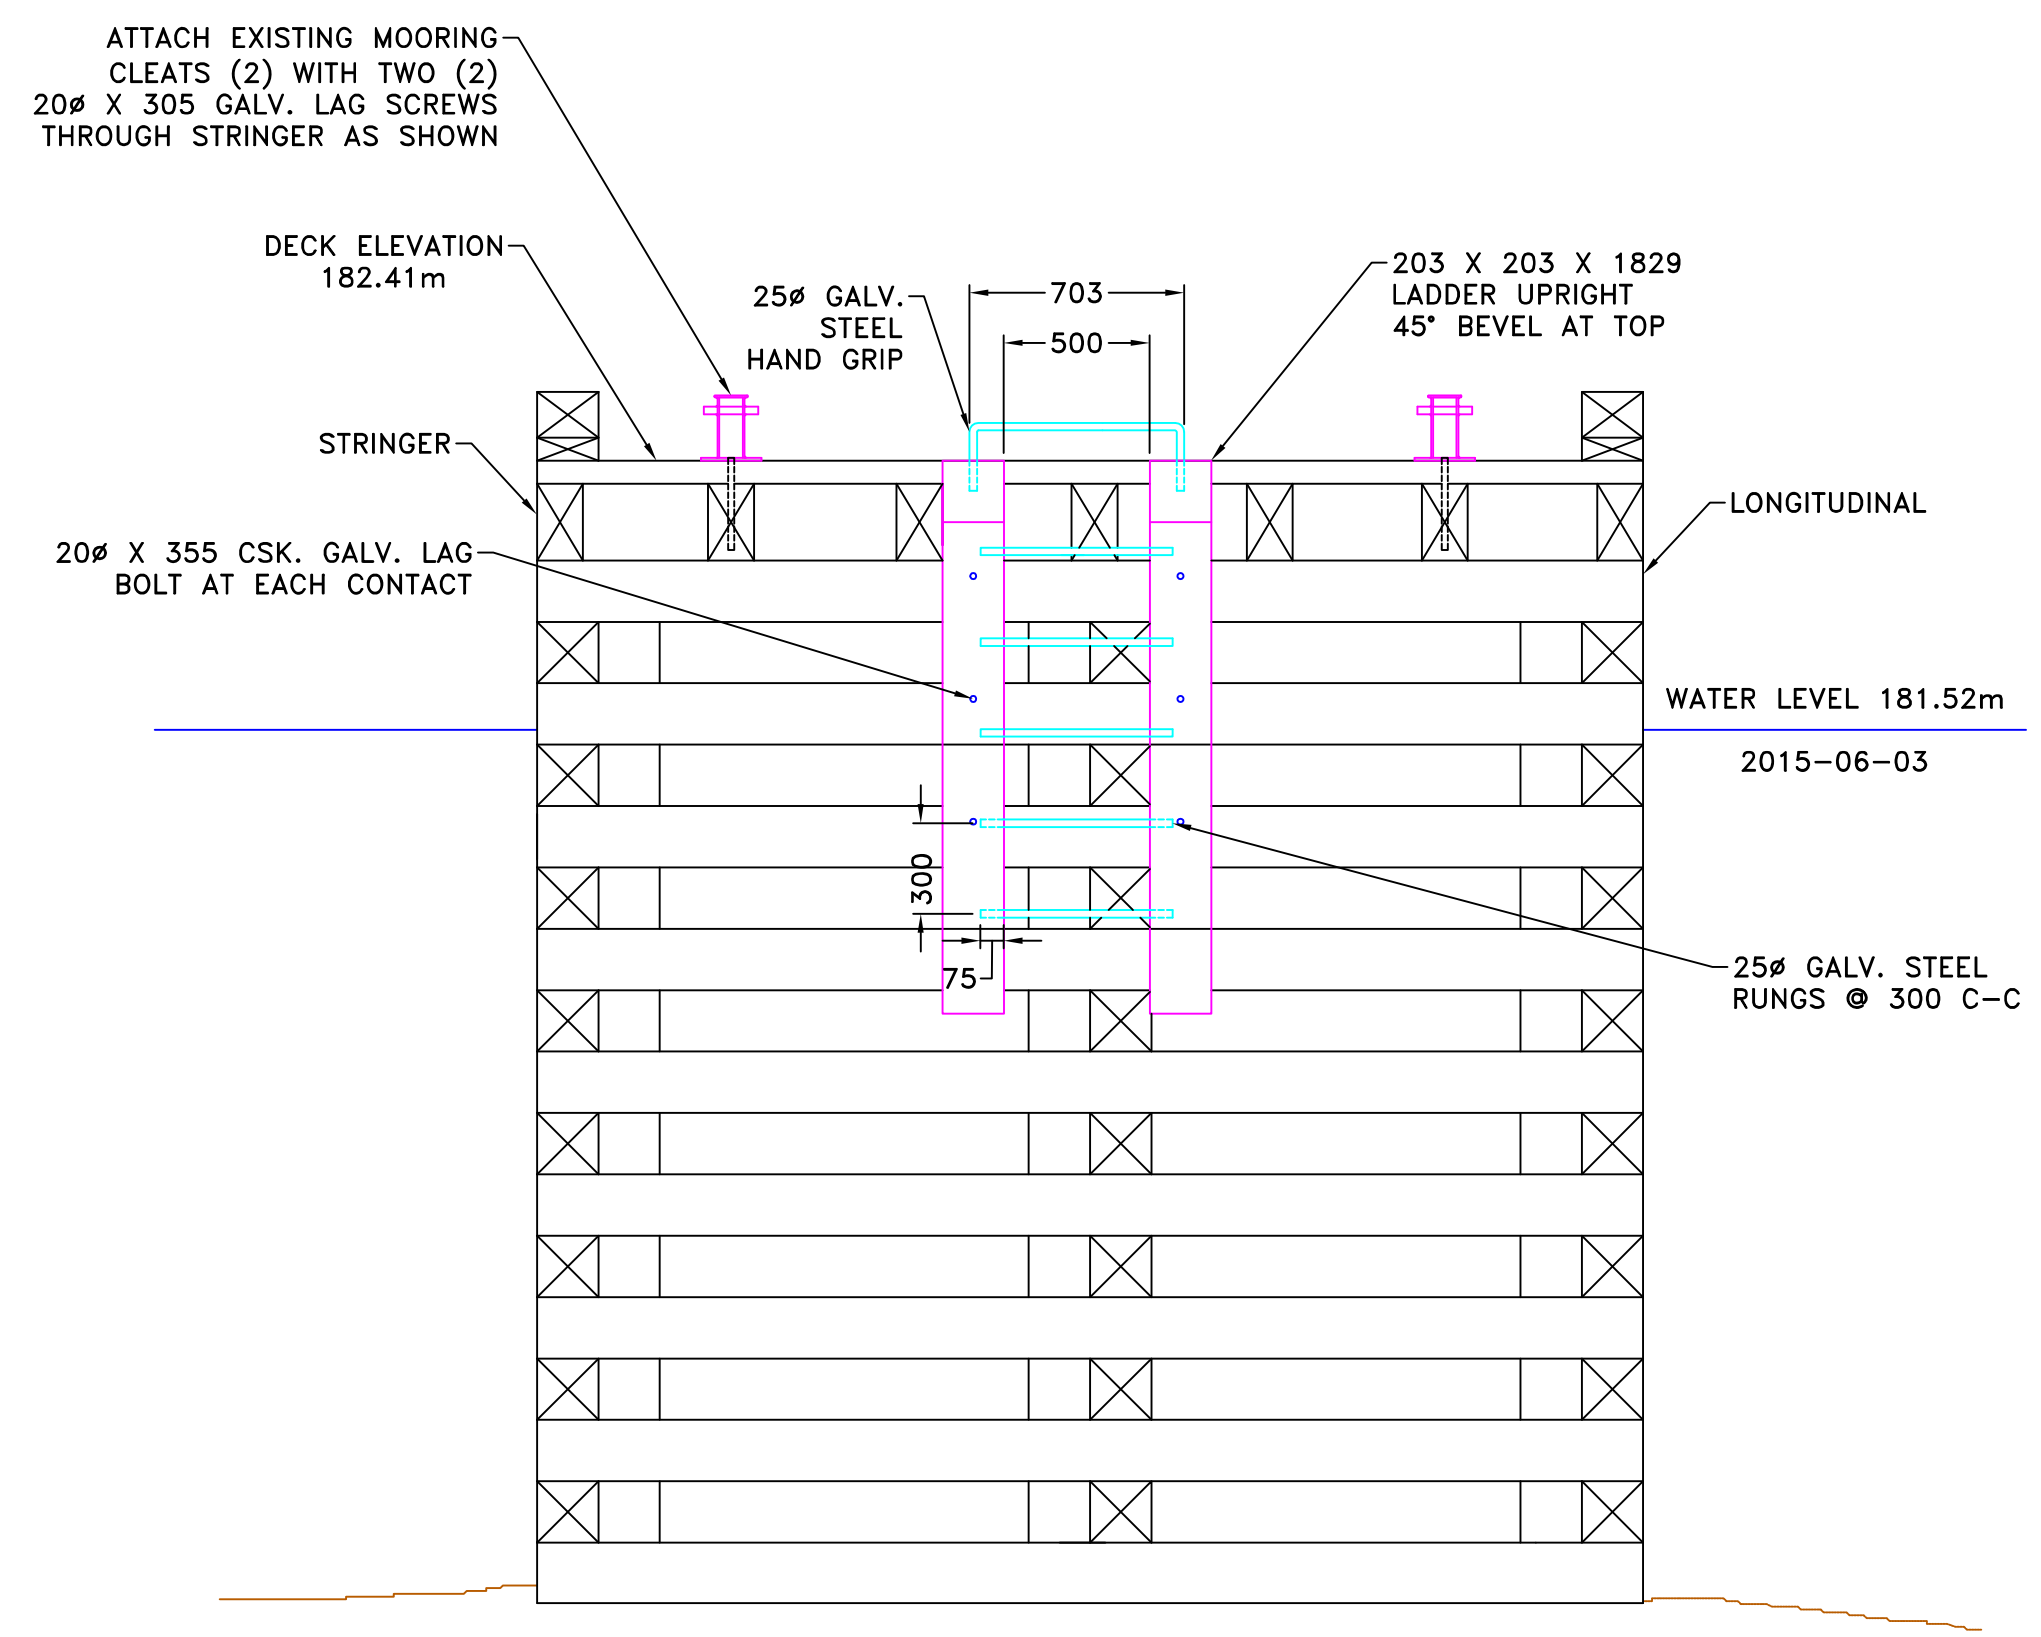 ATTACH EXISTING MOORING
CLEATS (2) WITH TWO (2)
20ø X 305 GALV. LAG SCREWS
THROUGH STRINGER AS SHOWN
DECK ELEVATION
182.41m
25ø GALV.
STEEL
HAND GRIP
703
500
203 X 203 X 1829
LADDER UPRIGHT
45° BEVEL AT TOP
STRINGER
LONGITUDINAL
20ø X 355 CSK. GALV. LAG
BOLT AT EACH CONTACT
WATER LEVEL 181.52m
2015-06-03
300
75
25ø GALV. STEEL
RUNGS @ 300 C-C